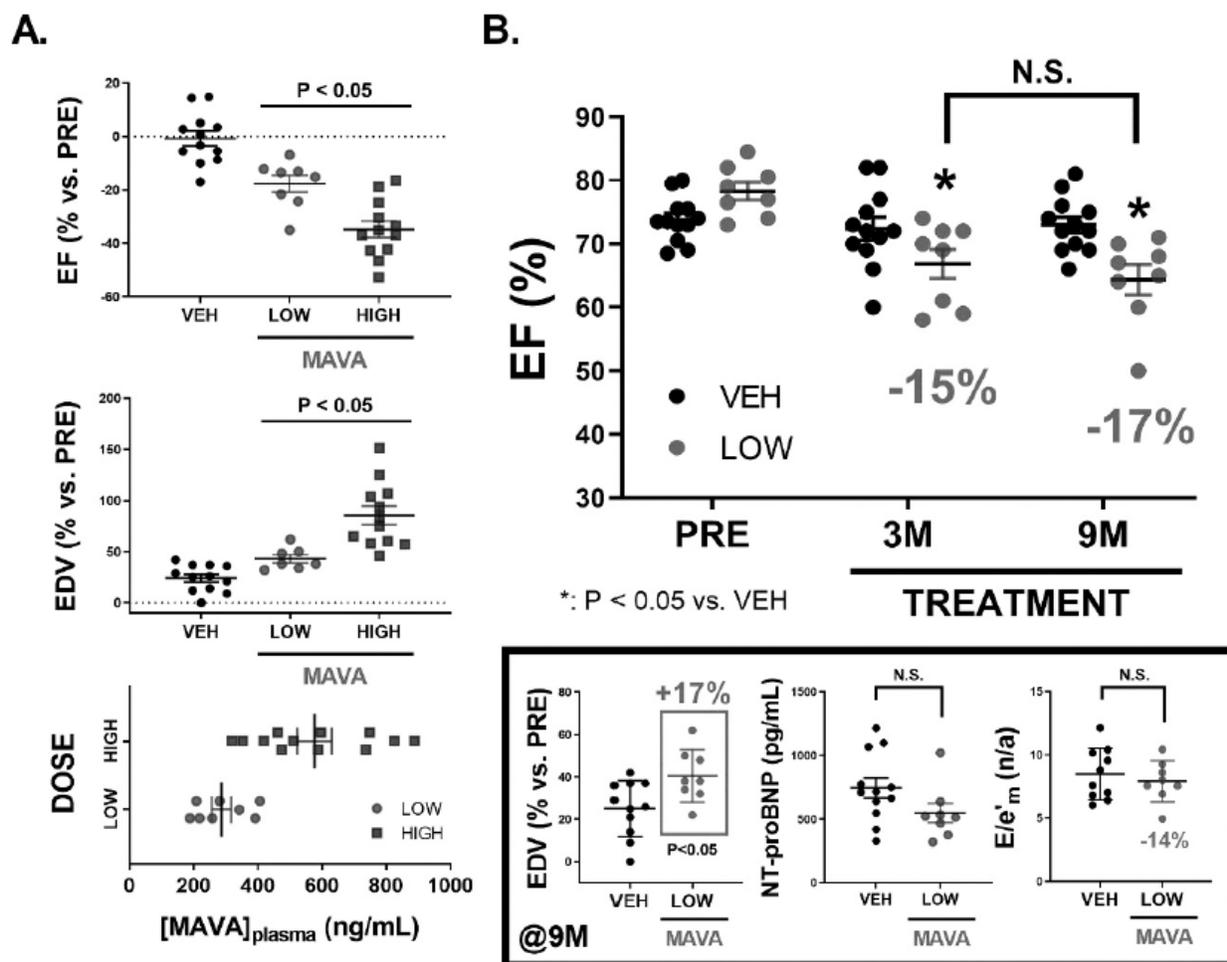 A.
EF (% vs. PRE)
20
0
-20
-40
-60
P < 0.05
VEH
LOW
HIGH
MAVA
EDV (% vs. PRE)
200
150
100
50
0
P < 0.05
VEH
LOW
HIGH
MAVA
DOSE
HIGH
LOW
LOW
HIGH
0
200
400
600
800
1000
[MAVA]plasma (ng/mL)
B.
N.S.
EF (%)
90
80
70
60
50
40
30
*
*
VEH
LOW
-15%
-17%
PRE
3M
9M
*: P < 0.05 vs. VEH
TREATMENT
EDV (% vs. PRE)
80
60
40
20
0
+17%
P<0.05
VEH
LOW
MAVA
@9M
NT-proBNP (pg/mL)
1500
1000
500
0
N.S.
VEH
LOW
MAVA
E/e'm (n/a)
15
10
5
0
N.S.
-14%
VEH
LOW
MAVA